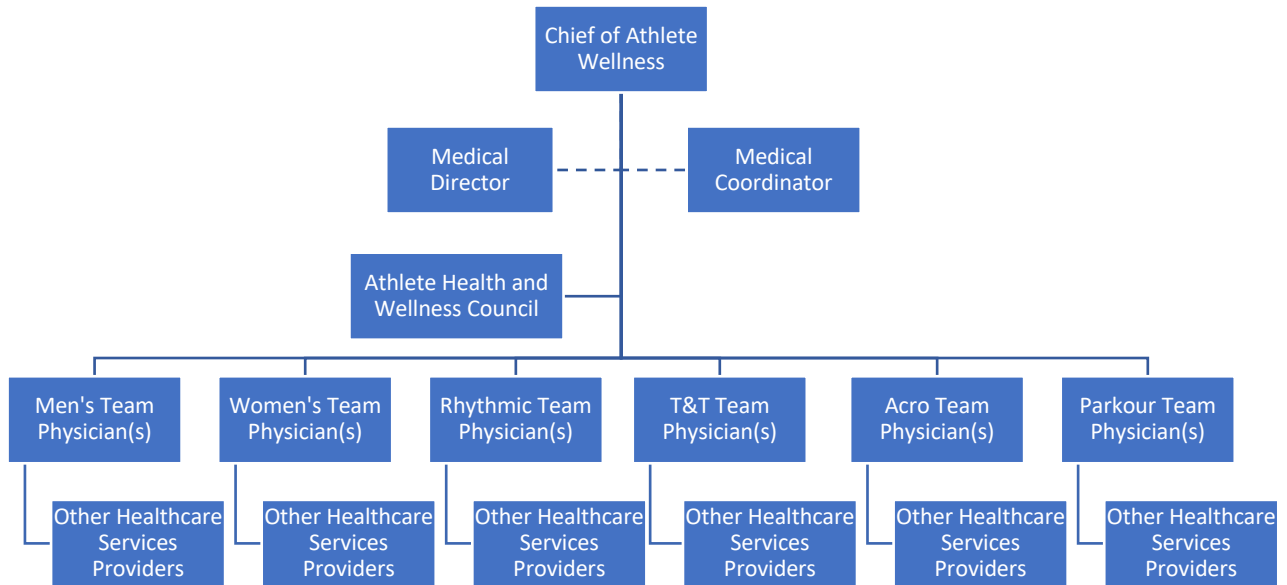 Chief of Athlete
Wellness
Medical
Director
Medical
Coordinator
Athlete Health and
Wellness Council
Men's Team
Physician(s)
Women's Team
Physician(s)
Rhythmic Team
Physician(s)
T&T Team
Physician(s)
Acro Team
Physician(s)
Parkour Team
Physician(s)
Other Healthcare
Services
Providers
Other Healthcare
Services
Providers
Other Healthcare
Services
Providers
Other Healthcare
Services
Providers
Other Healthcare
Services
Providers
Other Healthcare
Services
Providers